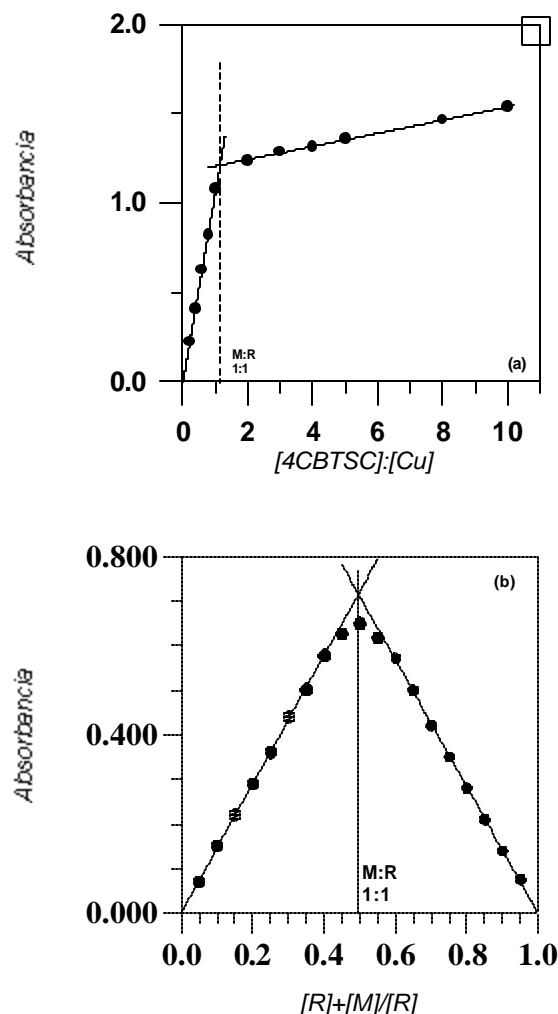 2.0
Absorbancia
1.0
M:R
1:1
(a)
0.0
0 2 4 6 8 10
[4CBTSC]:[Cu]
0.800
(b)
Absorbancia
0.400
M:R
1:1
0.000
0.0 0.2 0.4 0.6 0.8 1.0
[R]+[M]/[R]